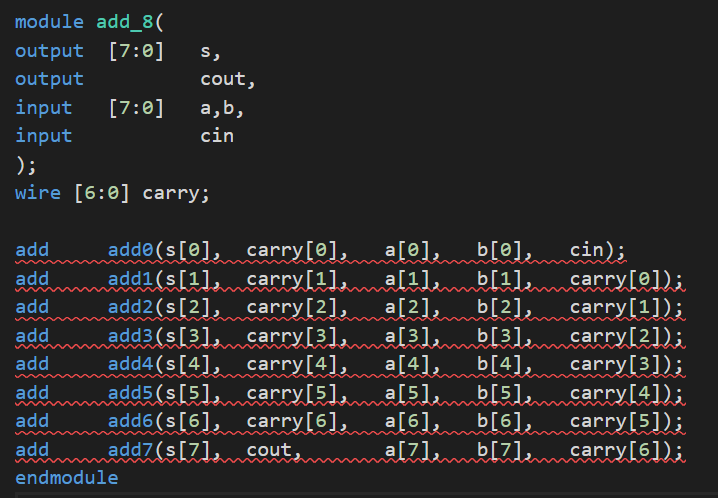 module add_8(
output  [7:0]   s,
output          cout,
input   [7:0]   a,b,
input           cin
);
wire [6:0] carry;
add     add0(s[0],  carry[0],   a[0],   b[0],   cin);
add     add1(s[1],  carry[1],   a[1],   b[1],   carry[0]);
add     add2(s[2],  carry[2],   a[2],   b[2],   carry[1]);
add     add3(s[3],  carry[3],   a[3],   b[3],   carry[2]);
add     add4(s[4],  carry[4],   a[4],   b[4],   carry[3]);
add     add5(s[5],  carry[5],   a[5],   b[5],   carry[4]);
add     add6(s[6],  carry[6],   a[6],   b[6],   carry[5]);
add     add7(s[7],  cout,       a[7],   b[7],   carry[6]);
endmodule